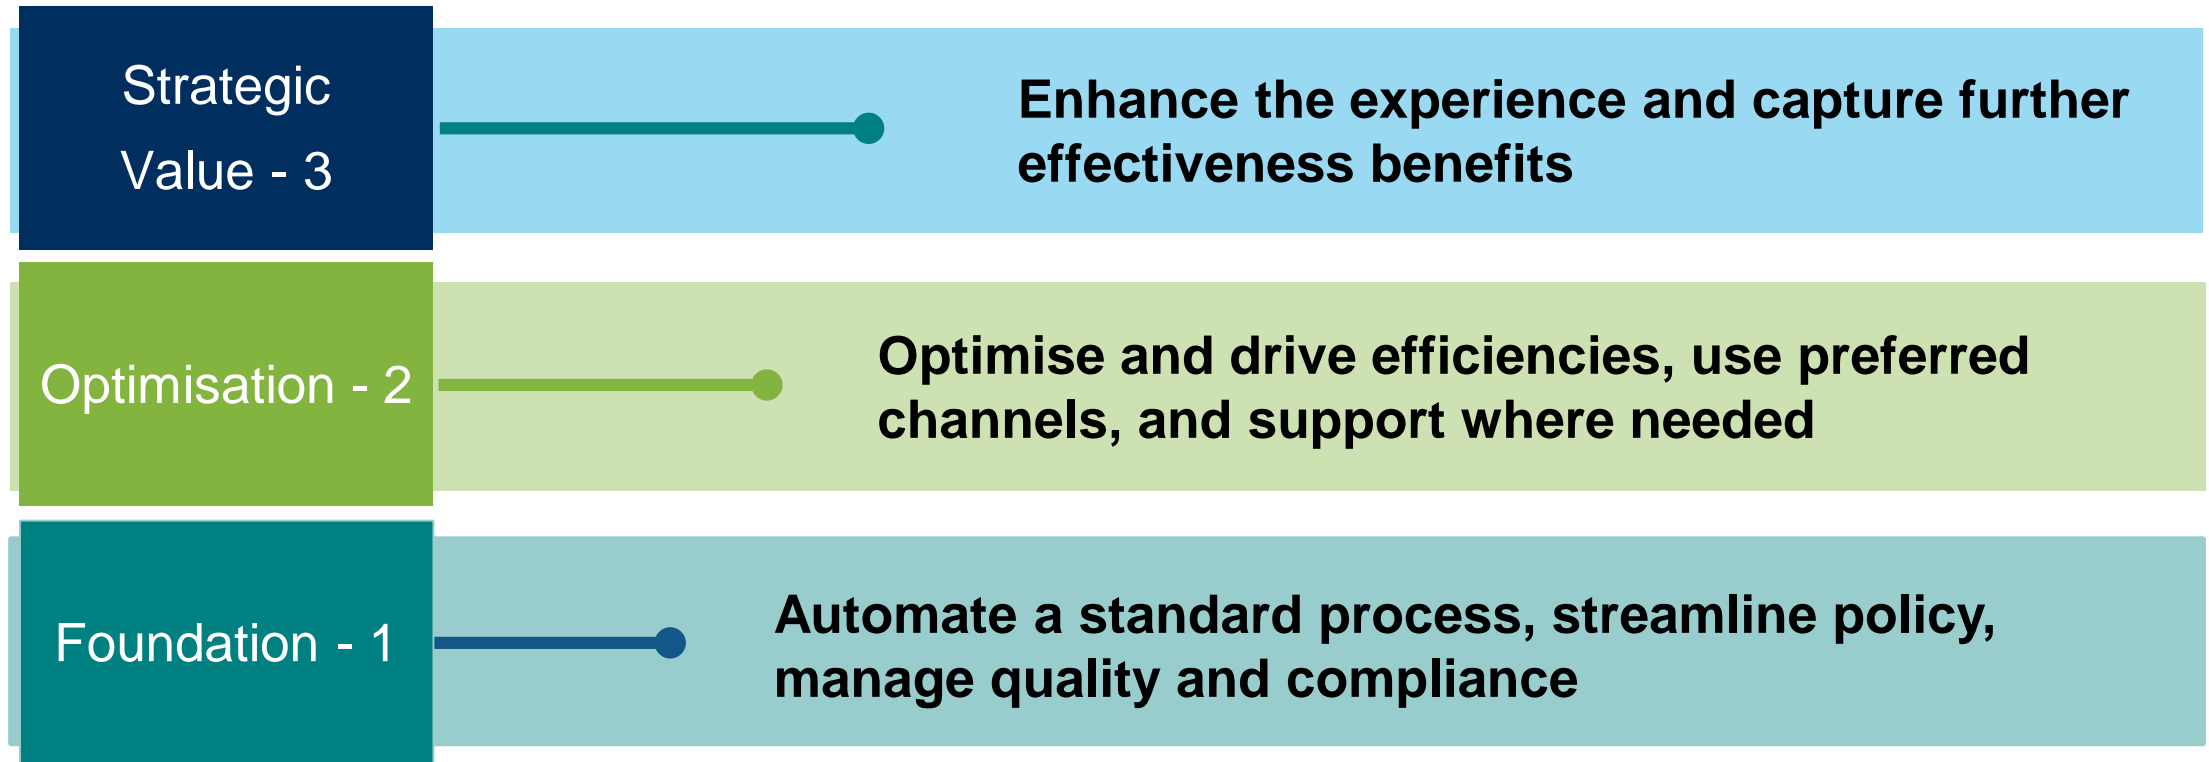 Strategic
Value - 3
Enhance the experience and capture further
effectiveness benefits
Optimisation - 2
Optimise and drive efficiencies, use preferred
channels, and support where needed
Foundation - 1
Automate a standard process, streamline policy,
manage quality and compliance